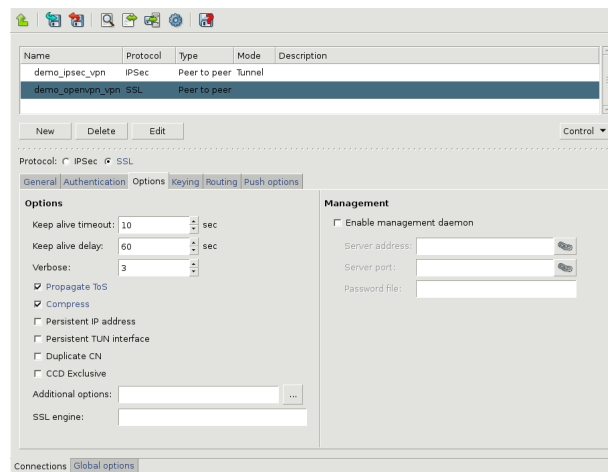 Name Protocol Type Mode Description
demo_ipsec_vpn IPSec Peer to peer Tunnel
demo_openvpn_vpn SSL Peer to peer
New Delete Edit Control
Protocol: IPSec SSL
General Authentication Options Keying Routing Push options
Options
Keep alive timeout: 10 sec
Keep alive delay: 60 sec
Verbose: 3
Propagate ToS
Compress
Persistent IP address
Persistent TUN interface
Duplicate CN
CCD Exclusive
Additional options: ...
SSL engine:
Management
Enable management daemon
Server address:
Server port:
Password file:
Connections Global options